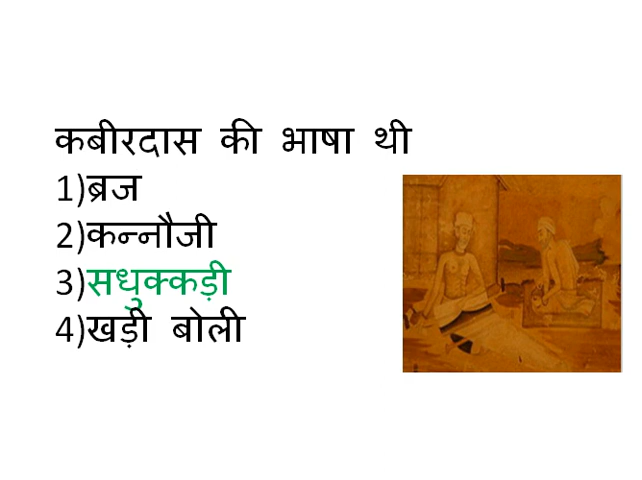 कबीरदास की भाषा थी
1)ब्रज
2)कन्नौजी
3)सधुक्कड़ी
4)खड़ी बोली